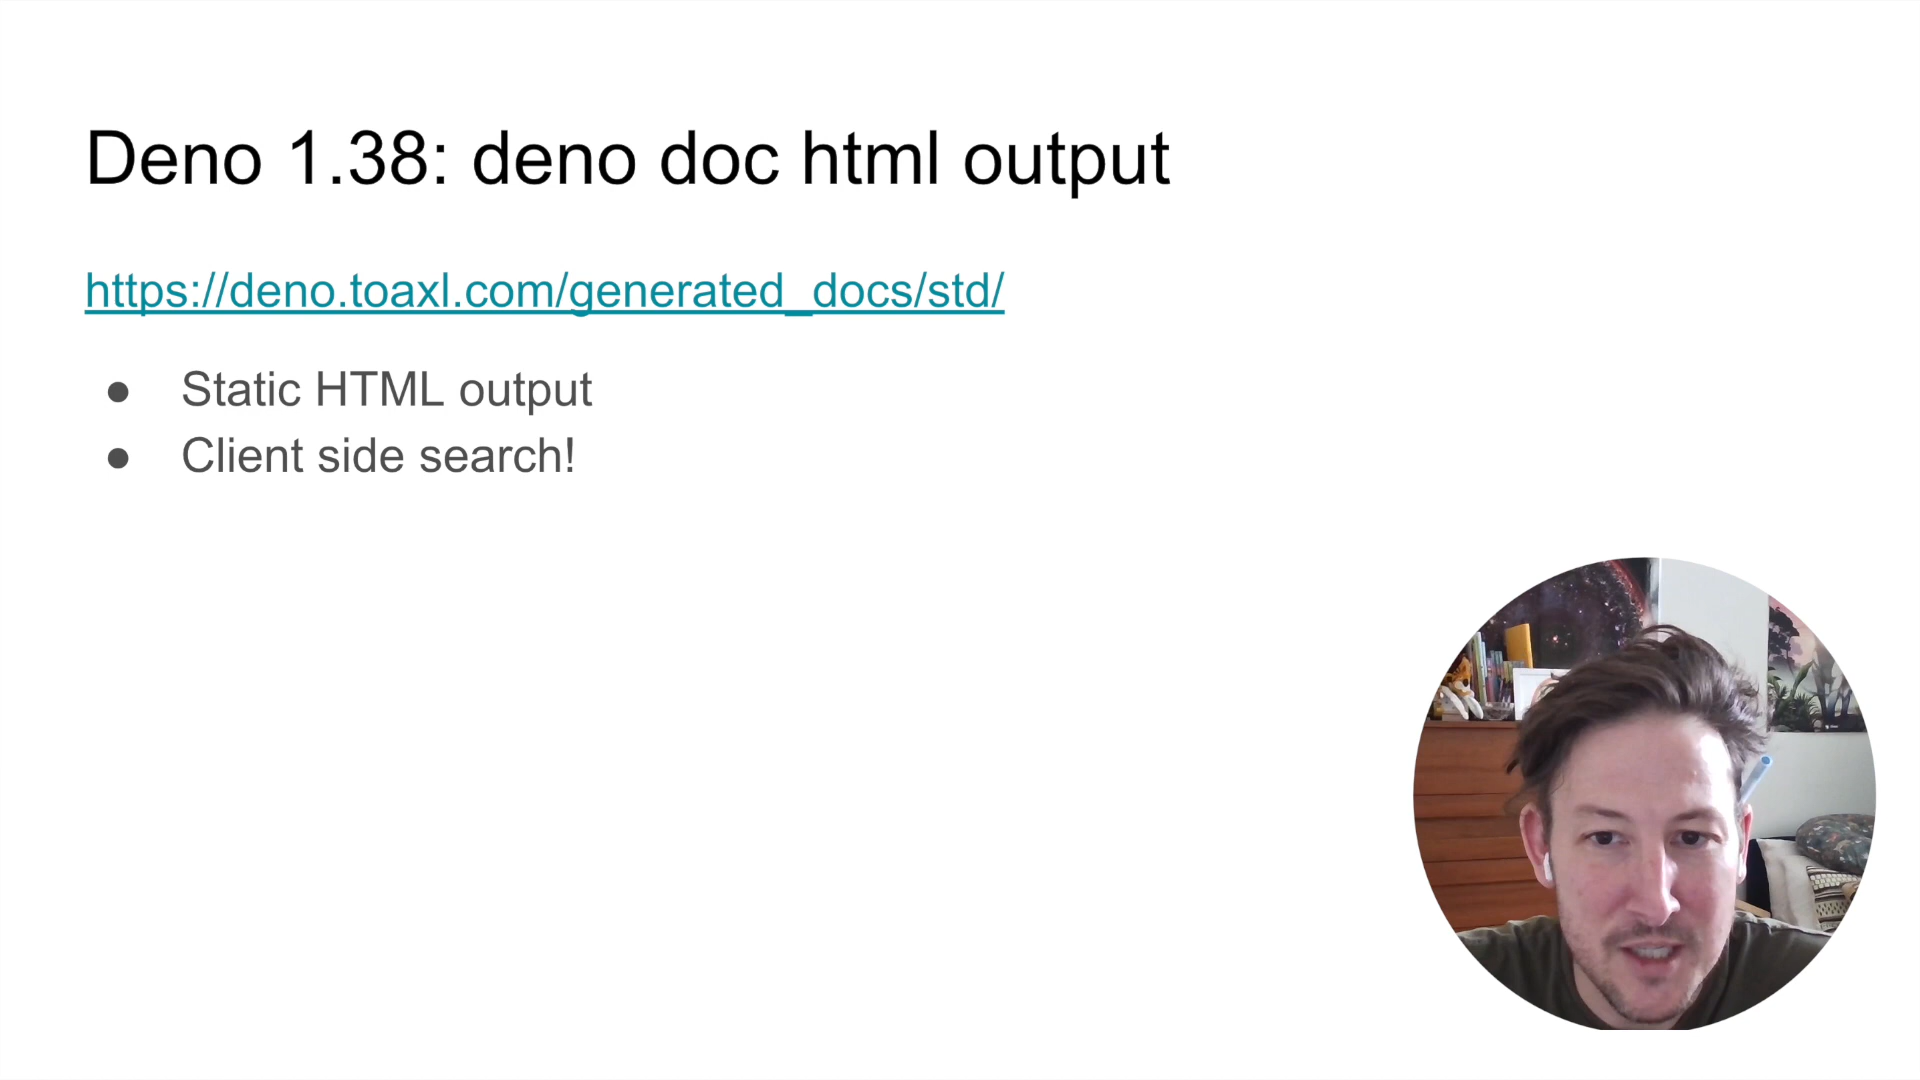 Deno 1.38: deno doc html output
https://deno.toaxl.com/generated_docs/std/
● Static HTML output
● Client side search!